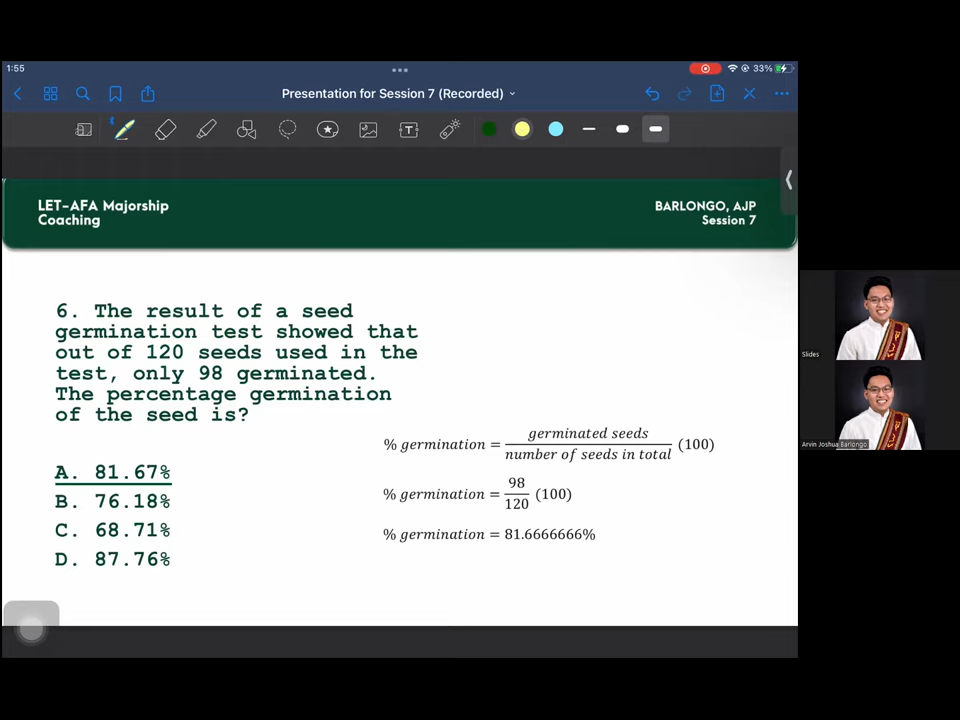 1:55
33%
Presentation for Session 7 (Recorded)
T
LET-AFA Majorship
Coaching
BARLONGO, AJP
Session 7
6. The result of a seed
germination test showed that
out of 120 seeds used in the
test, only 98 germinated.
The percentage germination
of the seed is?
A. 81.67%
B. 76.18%
C. 68.71%
D. 87.76%
% germination = germinated seeds / number of seeds in total (100)
% germination = 98 / 120 (100)
% germination = 81.6666666%
Slides
Arvin Joshua Barlongo